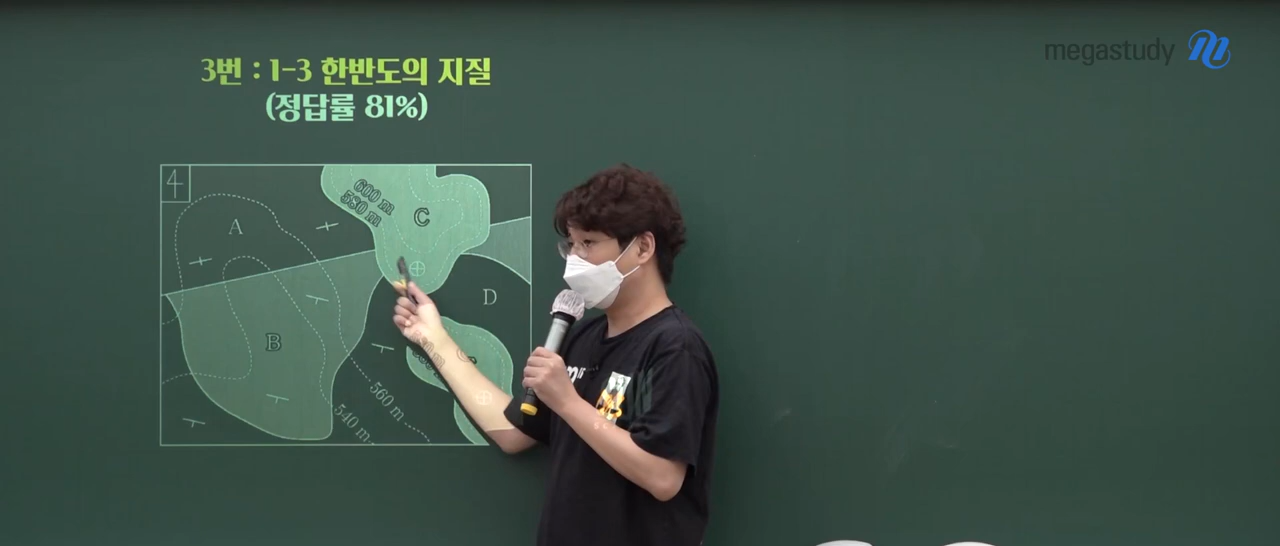 megastudy
3번 : 1-3 한반도의 지질
(정답률 81%)
4
600 m
580 m
A
C
D
B
560 m
540 m